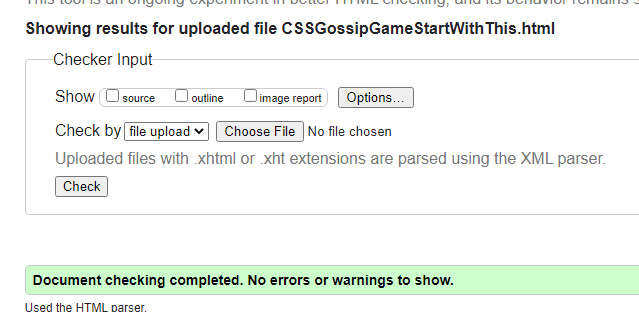 This tool is an ongoing experiment in better HTML checking, and its behavior remains s
Showing results for uploaded file CSSGossipGameStartWithThis.html
Checker Input
Show source outline image report Options...
Check by file upload Choose File No file chosen
Uploaded files with .xhtml or .xht extensions are parsed using the XML parser.
Check
Document checking completed. No errors or warnings to show.
Used the HTML parser.